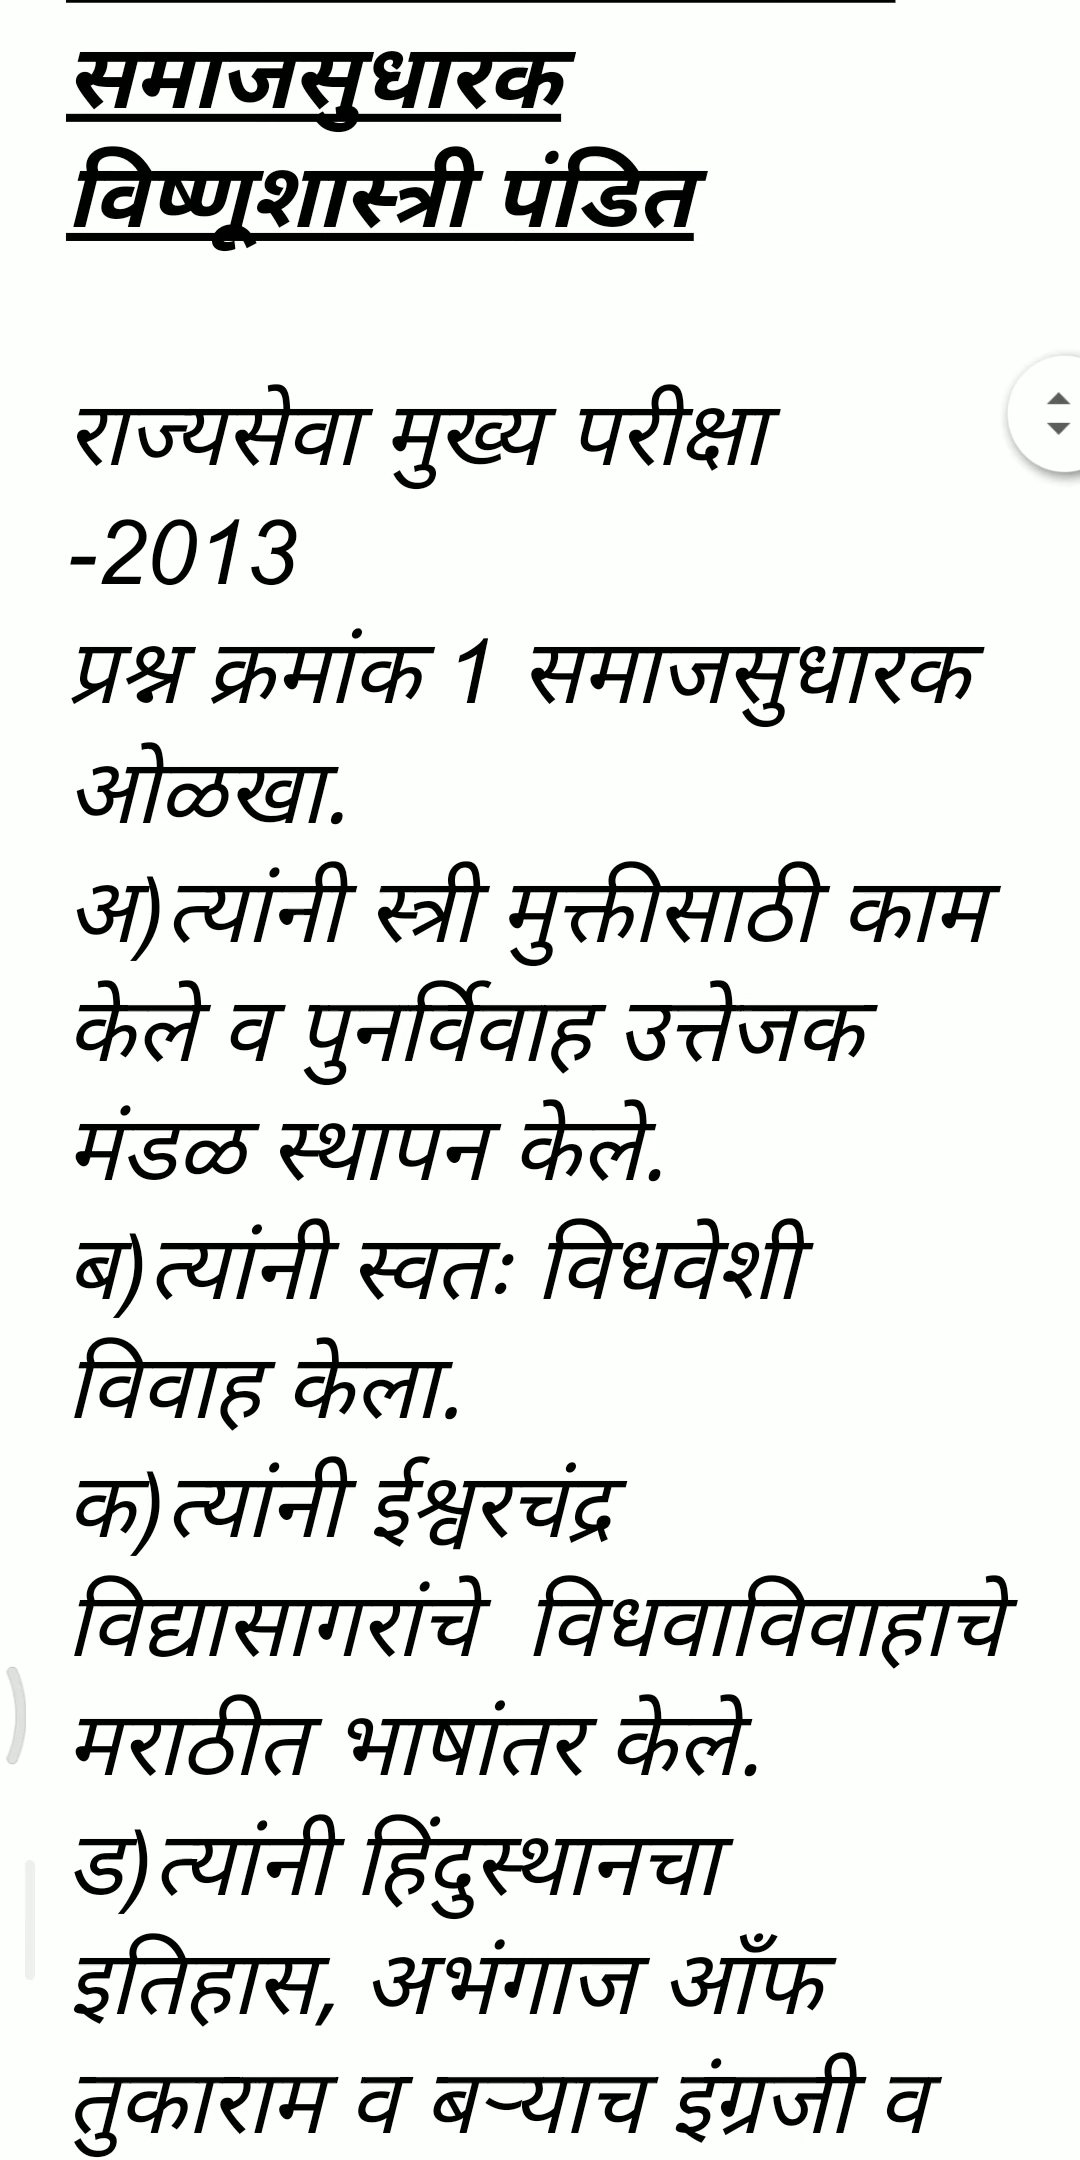 समाजसुधारक
विष्णूशास्त्री पंडित
राज्यसेवा मुख्य परीक्षा
-2013
प्रश्न क्रमांक 1 समाजसुधारक
ओळखा.
अ)त्यांनी स्त्री मुक्तीसाठी काम
केले व पुनर्विवाह उत्तेजक
मंडळ स्थापन केले.
ब)त्यांनी स्वतः विधवेशी
विवाह केला.
क)त्यांनी ईश्वरचंद्र
विद्यासागरांचे  विधवाविवाहाचे
मराठीत भाषांतर केले.
ड)त्यांनी हिंदुस्थानचा
इतिहास, अभंगाज ऑंफ
तुकाराम व बऱ्याच इंग्रजी व